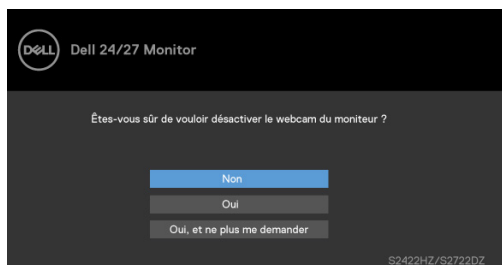 DELL
Dell 24/27 Monitor
Êtes-vous sûr de vouloir désactiver le webcam du moniteur ?
Non
Oui
Oui, et ne plus me demander
S2422HZ/S2722DZ